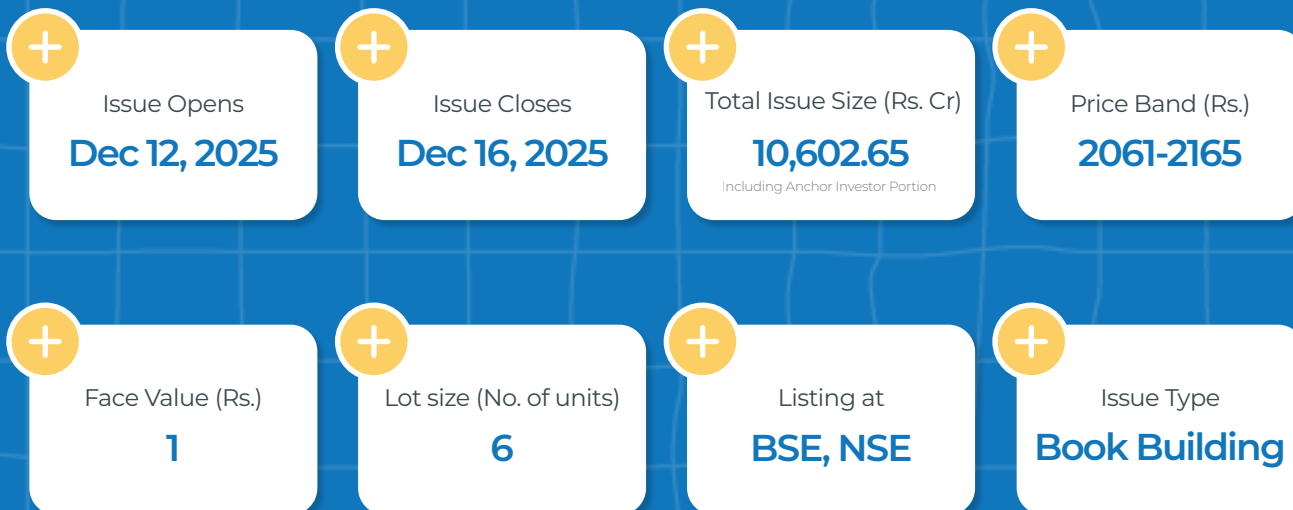 Issue Opens
Dec 12, 2025
Issue Closes
Dec 16, 2025
Total Issue Size (Rs. Cr)
10,602.65
Including Anchor Investor Portion
Price Band (Rs.)
2061-2165
Face Value (Rs.)
1
Lot size (No. of units)
6
Listing at
BSE, NSE
Issue Type
Book Building